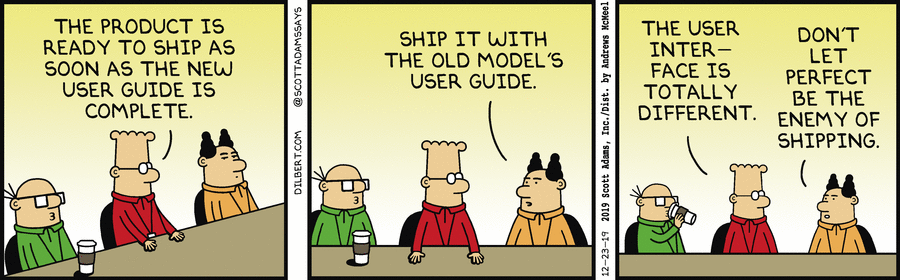 THE PRODUCT IS
READY TO SHIP AS
SOON AS THE NEW
USER GUIDE IS
COMPLETE.
DILBERT.COM @SCOTTADAMSSAYS
SHIP IT WITH
THE OLD MODEL'S
USER GUIDE.
12-23-19 2019 Scott Adams, Inc./Dist. by Andrews McMeel
THE USER
INTER-
FACE IS
TOTALLY
DIFFERENT.
DON'T
LET
PERFECT
BE THE
ENEMY OF
SHIPPING.